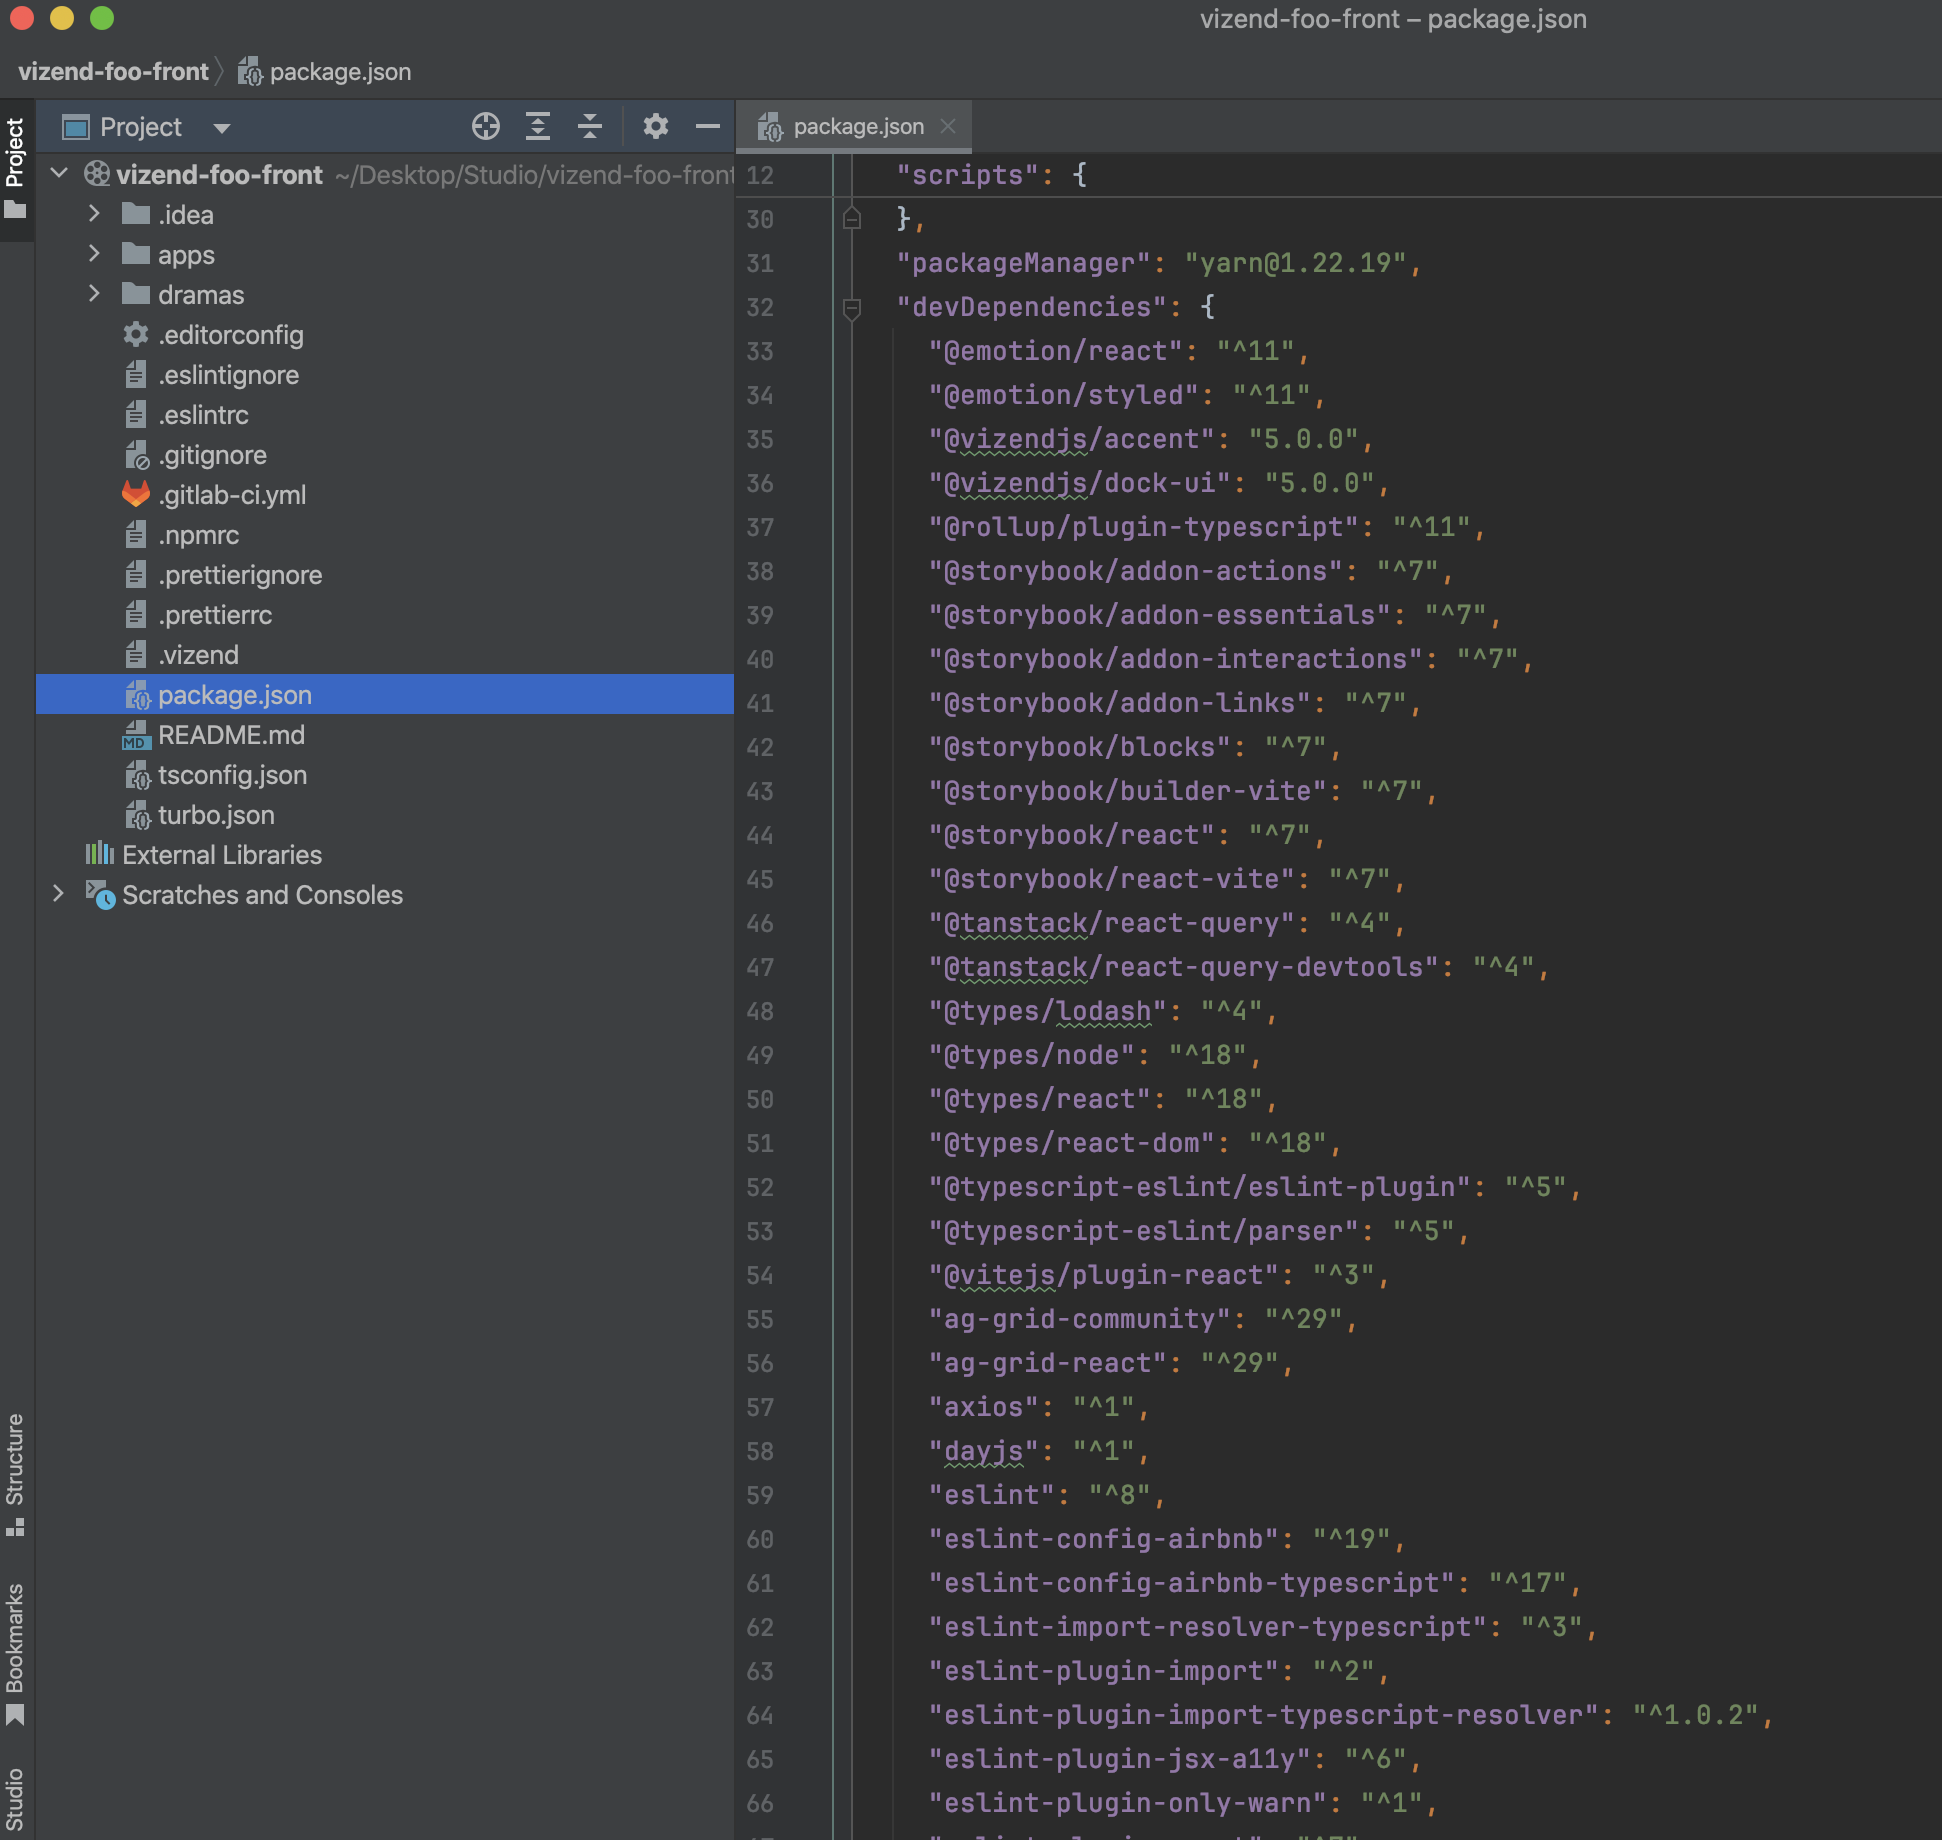 vizend-foo-front – package.json
vizend-foo-front package.json
Project
Project
package.json
vizend-foo-front ~/Desktop/Studio/vizend-foo-front
.idea
apps
dramas
.editorconfig
.eslintignore
.eslintrc
.gitignore
.gitlab-ci.yml
.npmrc
.prettierignore
.prettierrc
.vizend
package.json
README.md
tsconfig.json
turbo.json
External Libraries
Scratches and Consoles
Structure
Bookmarks
Studio
12 "scripts": {
30 },
31 "packageManager": "yarn@1.22.19",
32 "devDependencies": {
33 "@emotion/react": "^11",
34 "@emotion/styled": "^11",
35 "@vizendjs/accent": "5.0.0",
36 "@vizendjs/dock-ui": "5.0.0",
37 "@rollup/plugin-typescript": "^11",
38 "@storybook/addon-actions": "^7",
39 "@storybook/addon-essentials": "^7",
40 "@storybook/addon-interactions": "^7",
41 "@storybook/addon-links": "^7",
42 "@storybook/blocks": "^7",
43 "@storybook/builder-vite": "^7",
44 "@storybook/react": "^7",
45 "@storybook/react-vite": "^7",
46 "@tanstack/react-query": "^4",
47 "@tanstack/react-query-devtools": "^4",
48 "@types/lodash": "^4",
49 "@types/node": "^18",
50 "@types/react": "^18",
51 "@types/react-dom": "^18",
52 "@typescript-eslint/eslint-plugin": "^5",
53 "@typescript-eslint/parser": "^5",
54 "@vitejs/plugin-react": "^3",
55 "ag-grid-community": "^29",
56 "ag-grid-react": "^29",
57 "axios": "^1",
58 "dayjs": "^1",
59 "eslint": "^8",
60 "eslint-config-airbnb": "^19",
61 "eslint-config-airbnb-typescript": "^17",
62 "eslint-import-resolver-typescript": "^3",
63 "eslint-plugin-import": "^2",
64 "eslint-plugin-import-typescript-resolver": "^1.0.2",
65 "eslint-plugin-jsx-a11y": "^6",
66 "eslint-plugin-only-warn": "^1",